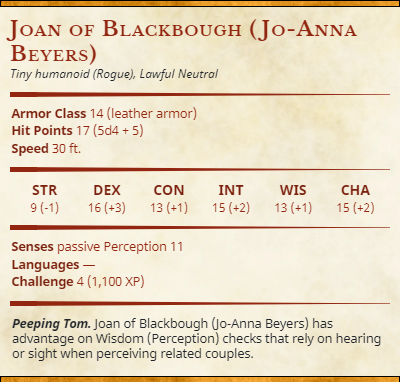 Joan of Blackbough (Jo-Anna
Beyers)
Tiny humanoid (Rogue), Lawful Neutral
Armor Class 14 (leather armor)
Hit Points 17 (5d4 + 5)
Speed 30 ft.
STR DEX CON INT WIS CHA
9 (-1) 16 (+3) 13 (+1) 15 (+2) 13 (+1) 15 (+2)
Senses passive Perception 11
Languages —
Challenge 4 (1,100 XP)
Peeping Tom. Joan of Blackbough (Jo-Anna Beyers) has
advantage on Wisdom (Perception) checks that rely on hearing
or sight when perceiving related couples.